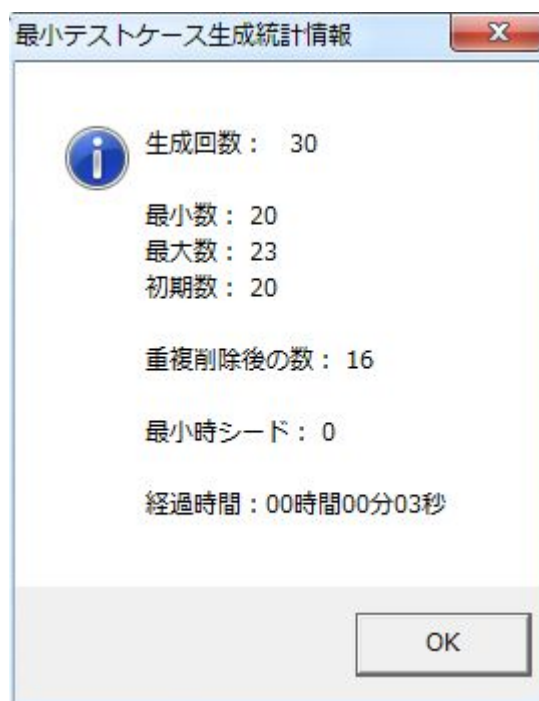 最小テストケース生成統計情報
生成回数： 30
最小数： 20
最大数： 23
初期数： 20
重複削除後の数： 16
最小時シード： 0
経過時間：00時間00分03秒
OK